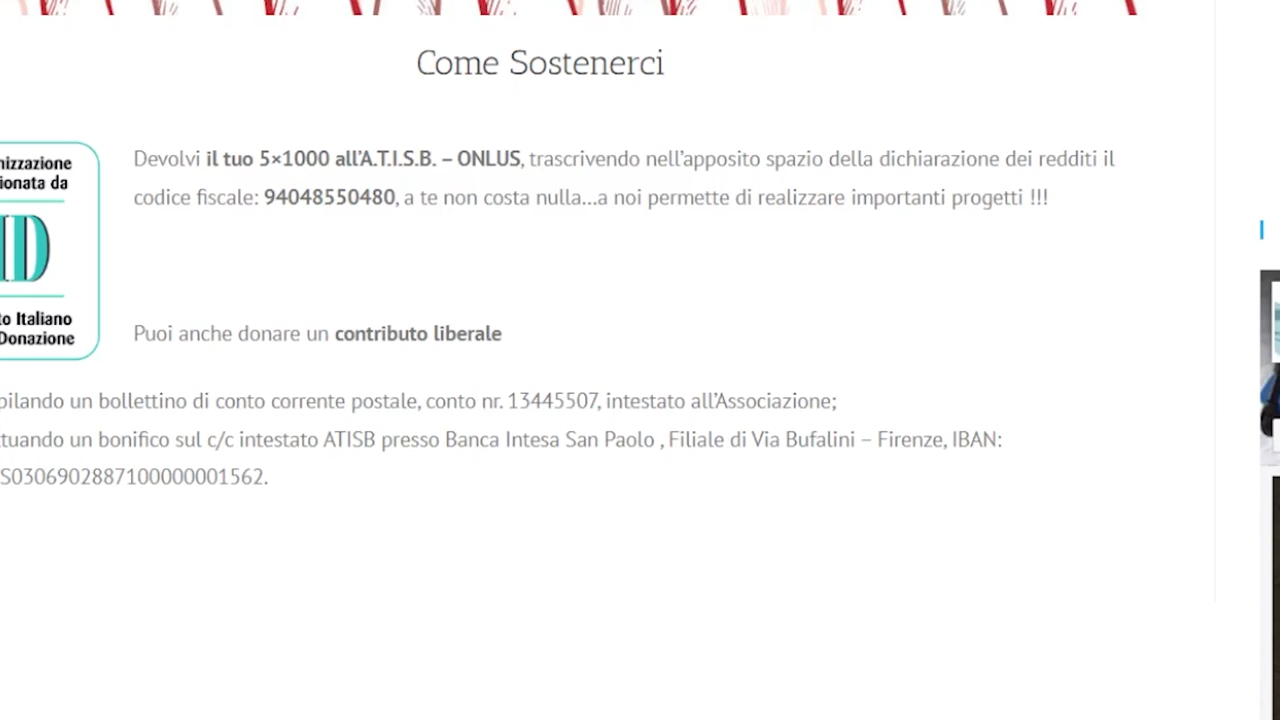 Come Sostenerci
nizzazione
ionata da
ID
to Italiano
Donazione
Devolvi il tuo 5×1000 all'A.T.I.S.B. – ONLUS, trascrivendo nell'apposito spazio della dichiarazione dei redditi il
codice fiscale: 94048550480, a te non costa nulla...a noi permette di realizzare importanti progetti !!!
Puoi anche donare un contributo liberale
pilando un bollettino di conto corrente postale, conto nr. 13445507, intestato all'Associazione;
tuando un bonifico sul c/c intestato ATISB presso Banca Intesa San Paolo , Filiale di Via Bufalini – Firenze, IBAN:
S0306902887100000001562.